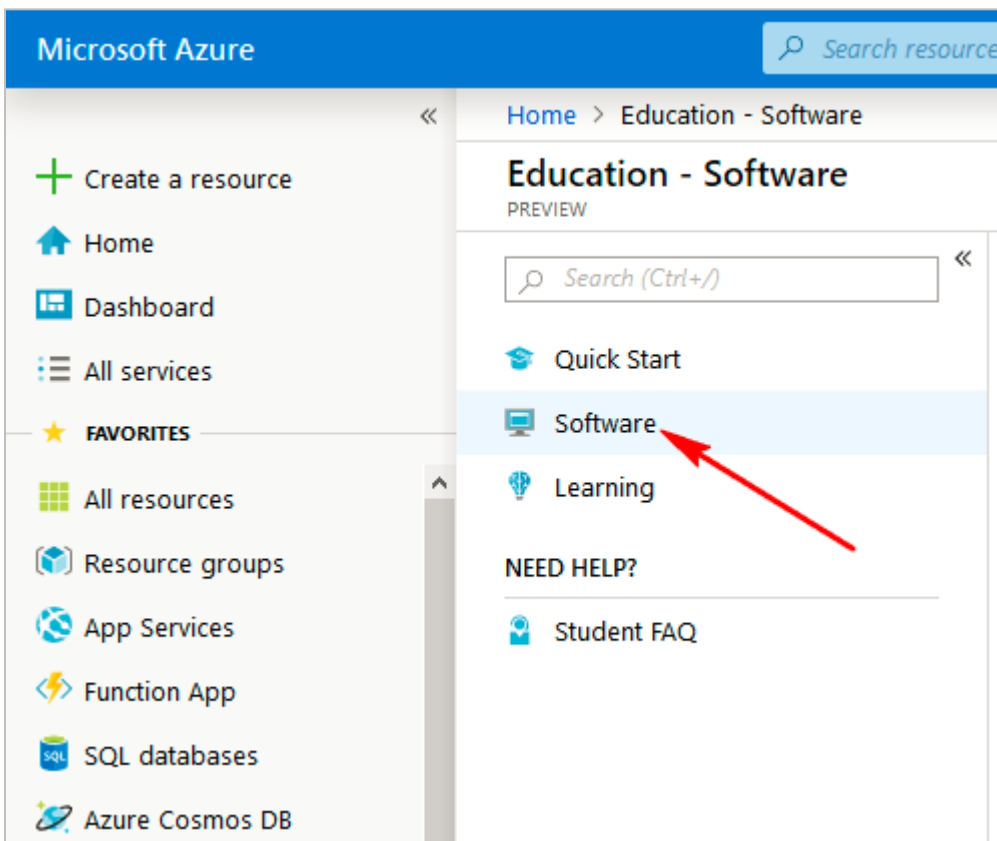 Microsoft Azure
Search resource
«
Home > Education - Software
Education - Software
PREVIEW
Create a resource
Home
Dashboard
All services
FAVORITES
All resources
Resource groups
App Services
Function App
SQL SQL databases
Azure Cosmos DB
Search (Ctrl+/)
«
Quick Start
Software
Learning
NEED HELP?
Student FAQ